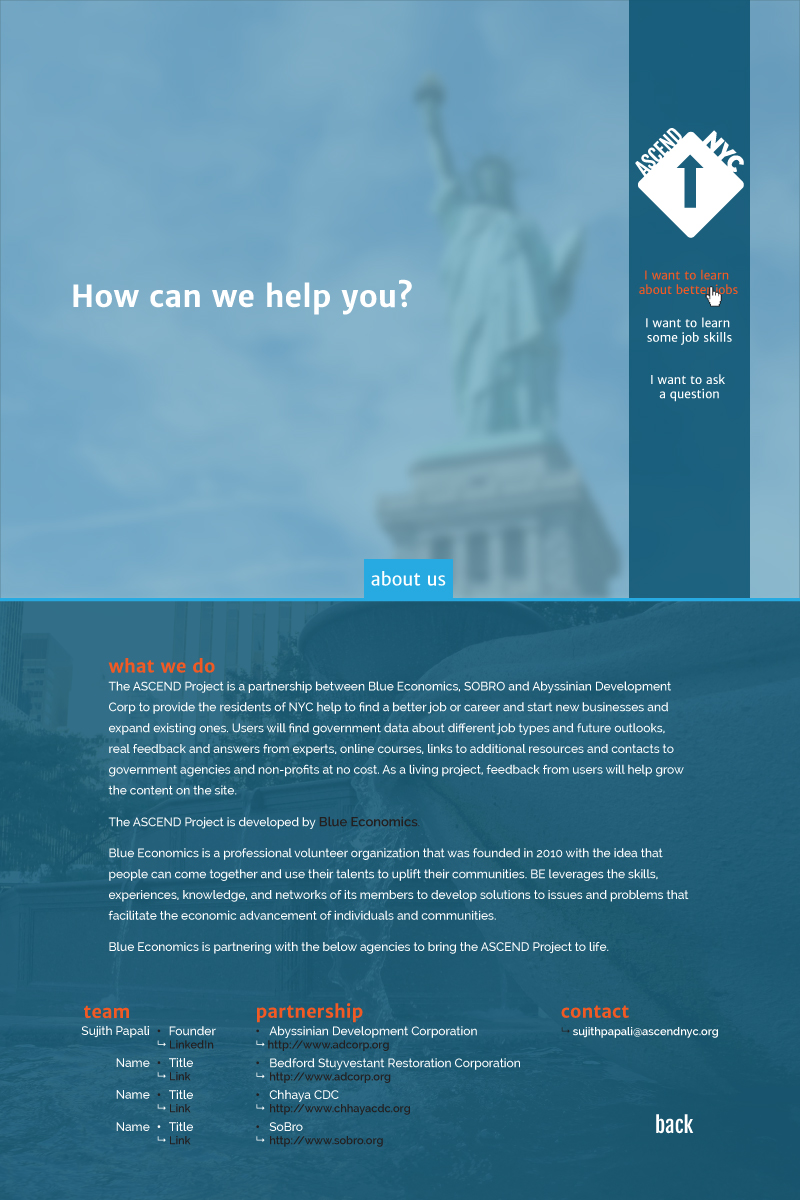 ASCEND NYC
I want to learn
about better jobs
How can we help you?
I want to learn
some job skills
I want to ask
a question
about us
what we do
The ASCEND Project is a partnership between Blue Economics, SOBRO and Abyssinian Development
Corp to provide the residents of NYC help to find a better job or career and start new businesses and
expand existing ones. Users will find government data about different job types and future outlooks,
real feedback and answers from experts, online courses, links to additional resources and contacts to
government agencies and non-profits at no cost. As a living project, feedback from users will help grow
the content on the site.
The ASCEND Project is developed by Blue Economics.
Blue Economics is a professional volunteer organization that was founded in 2010 with the idea that
people can come together and use their talents to uplift their communities. BE leverages the skills,
experiences, knowledge, and networks of its members to develop solutions to issues and problems that
facilitate the economic advancement of individuals and communities.
Blue Economics is partnering with the below agencies to bring the ASCEND Project to life.
team
Sujith Papali • Founder
↪ LinkedIn
Name • Title
↪ Link
Name • Title
↪ Link
Name • Title
↪ Link
partnership
• Abyssinian Development Corporation
↪ http://www.adcorp.org
• Bedford Stuyvestant Restoration Corporation
↪ http://www.adcorp.org
• Chhaya CDC
↪ http://www.chhayacdc.org
• SoBro
↪ http://www.sobro.org
contact
↪ sujithpapali@ascendnyc.org
back